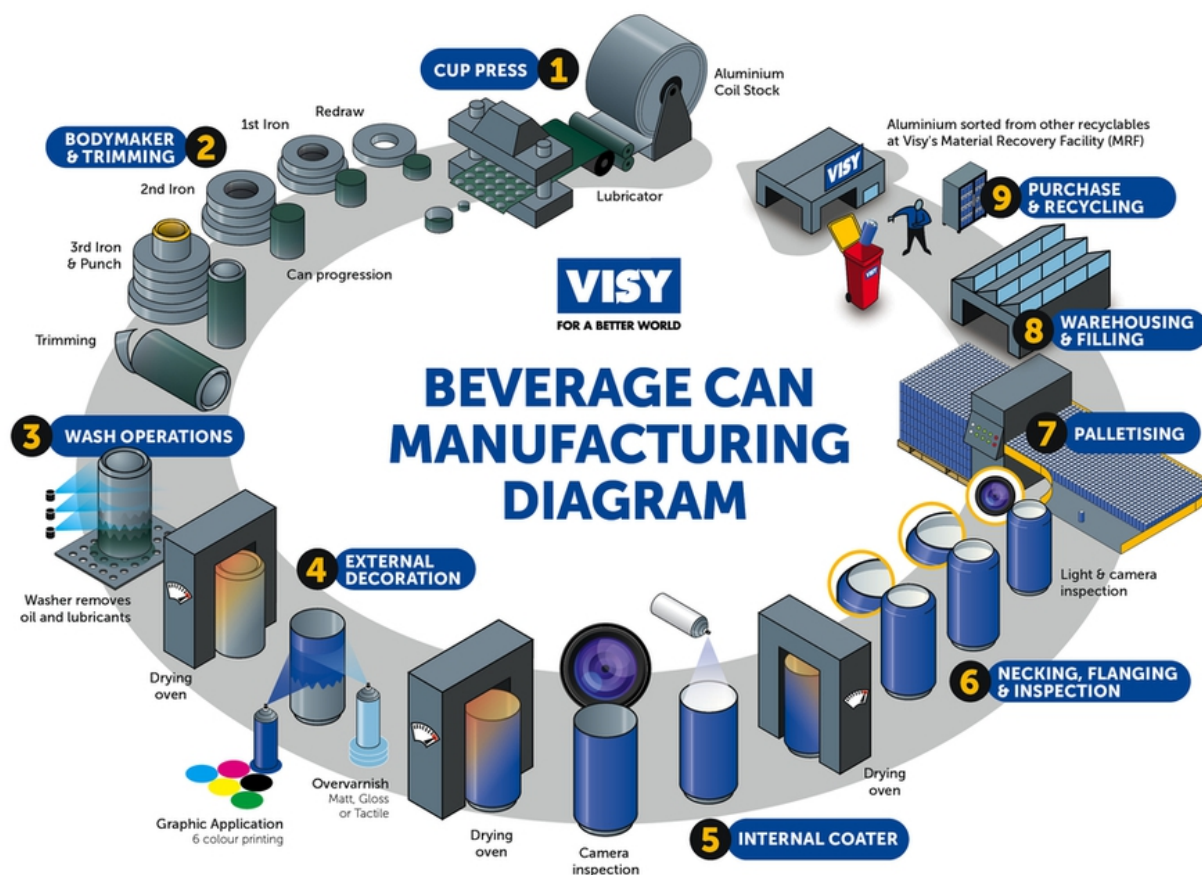 CUP PRESS 1
Aluminium
Coil Stock
Lubricator
BODYMAKER
& TRIMMING 2
Redraw
1st Iron
2nd Iron
3rd Iron
& Punch
Can progression
Trimming
3 WASH OPERATIONS
Washer removes
oil and lubricants
Drying
oven
4 EXTERNAL
DECORATION
Graphic Application
6 colour printing
Overvarnish
Matt, Gloss
or Tactile
Drying
oven
Camera
inspection
5 INTERNAL COATER
Drying
oven
6 NECKING, FLANGING
& INSPECTION
Light & camera
inspection
7 PALLETISING
8 WAREHOUSING
& FILLING
9 PURCHASE
& RECYCLING
Aluminium sorted from other recyclables
at Visy's Material Recovery Facility (MRF)
VISY
VISY
VISY
FOR A BETTER WORLD
BEVERAGE CAN
MANUFACTURING
DIAGRAM